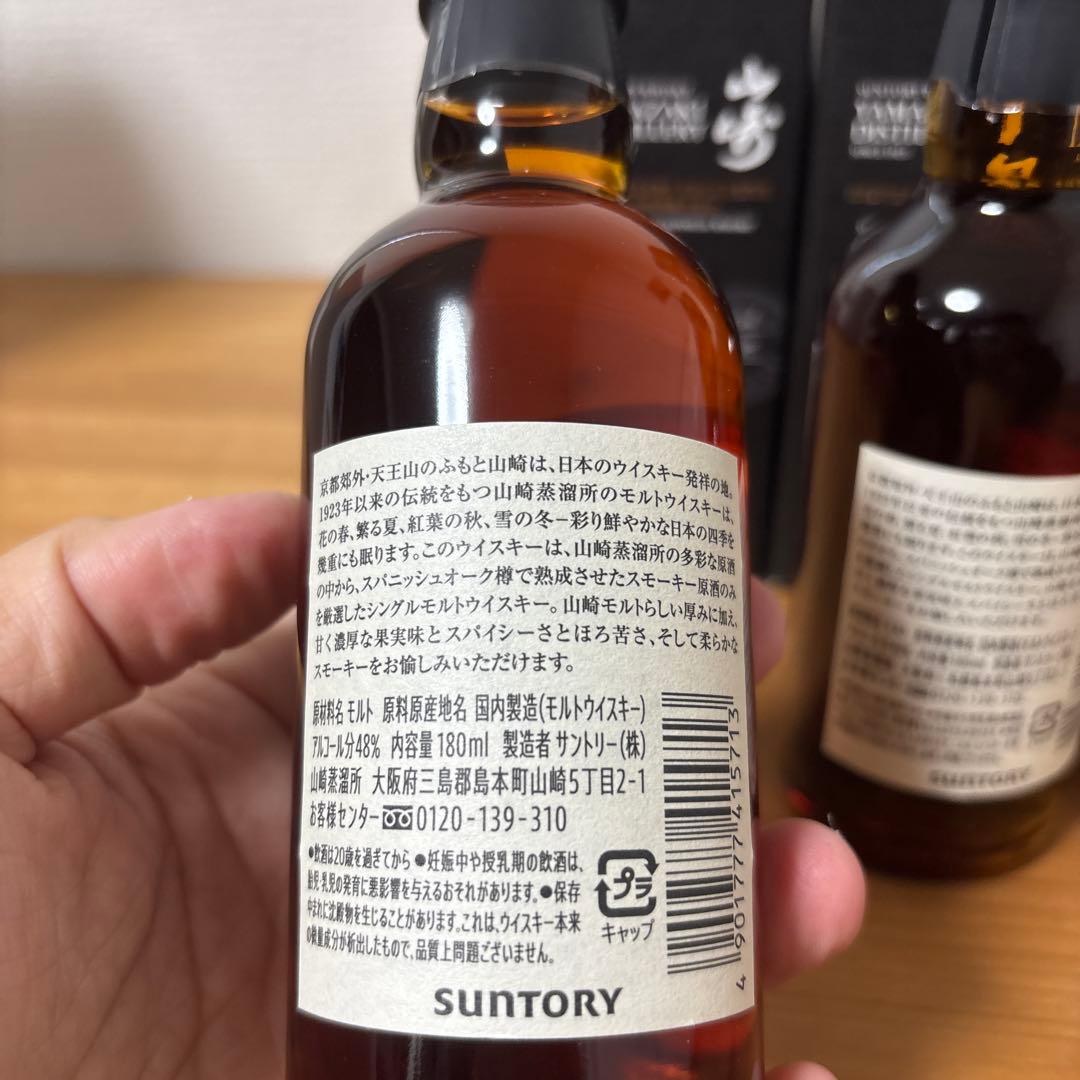 山崎
京都郊外・天王山のふもと山崎は、日本のウイスキー発祥の地。
1923年以来の伝統をもつ山崎蒸溜所のモルトウイスキーは、
花の春、繁る夏、紅葉の秋、雪の冬−彩り鮮やかな日本の四季を
幾重にも眠ります。このウイスキーは、山崎蒸溜所の多彩な原酒
の中から、スパニッシュオーク樽で熟成させたスモーキー原酒のみ
を厳選したシングルモルトウイスキー。山崎モルトらしい厚みに加え、
甘く濃厚な果実味とスパイシーさとほろ苦さ、そして柔らかな
スモーキーをお愉しみいただけます。
原材料名 モルト 原料原産地名 国内製造(モルトウイスキー)
アルコール分48% 内容量180ml 製造者 サントリー(株)
山崎蒸溜所 大阪府三島郡島本町山崎5丁目2-1
お客様センター 0120-139-310
●飲酒は20歳を過ぎてから ●妊娠中や授乳期の飲酒は、
胎児・乳児の発育に悪影響を与えるおそれがあります。●保存
中まれに沈殿物を生じることがあります。これは、ウイスキー本来
の微量成分が析出したもので、品質上問題ございません。
プラ
キャップ
4901777415713
SUNTORY
SUNTORY